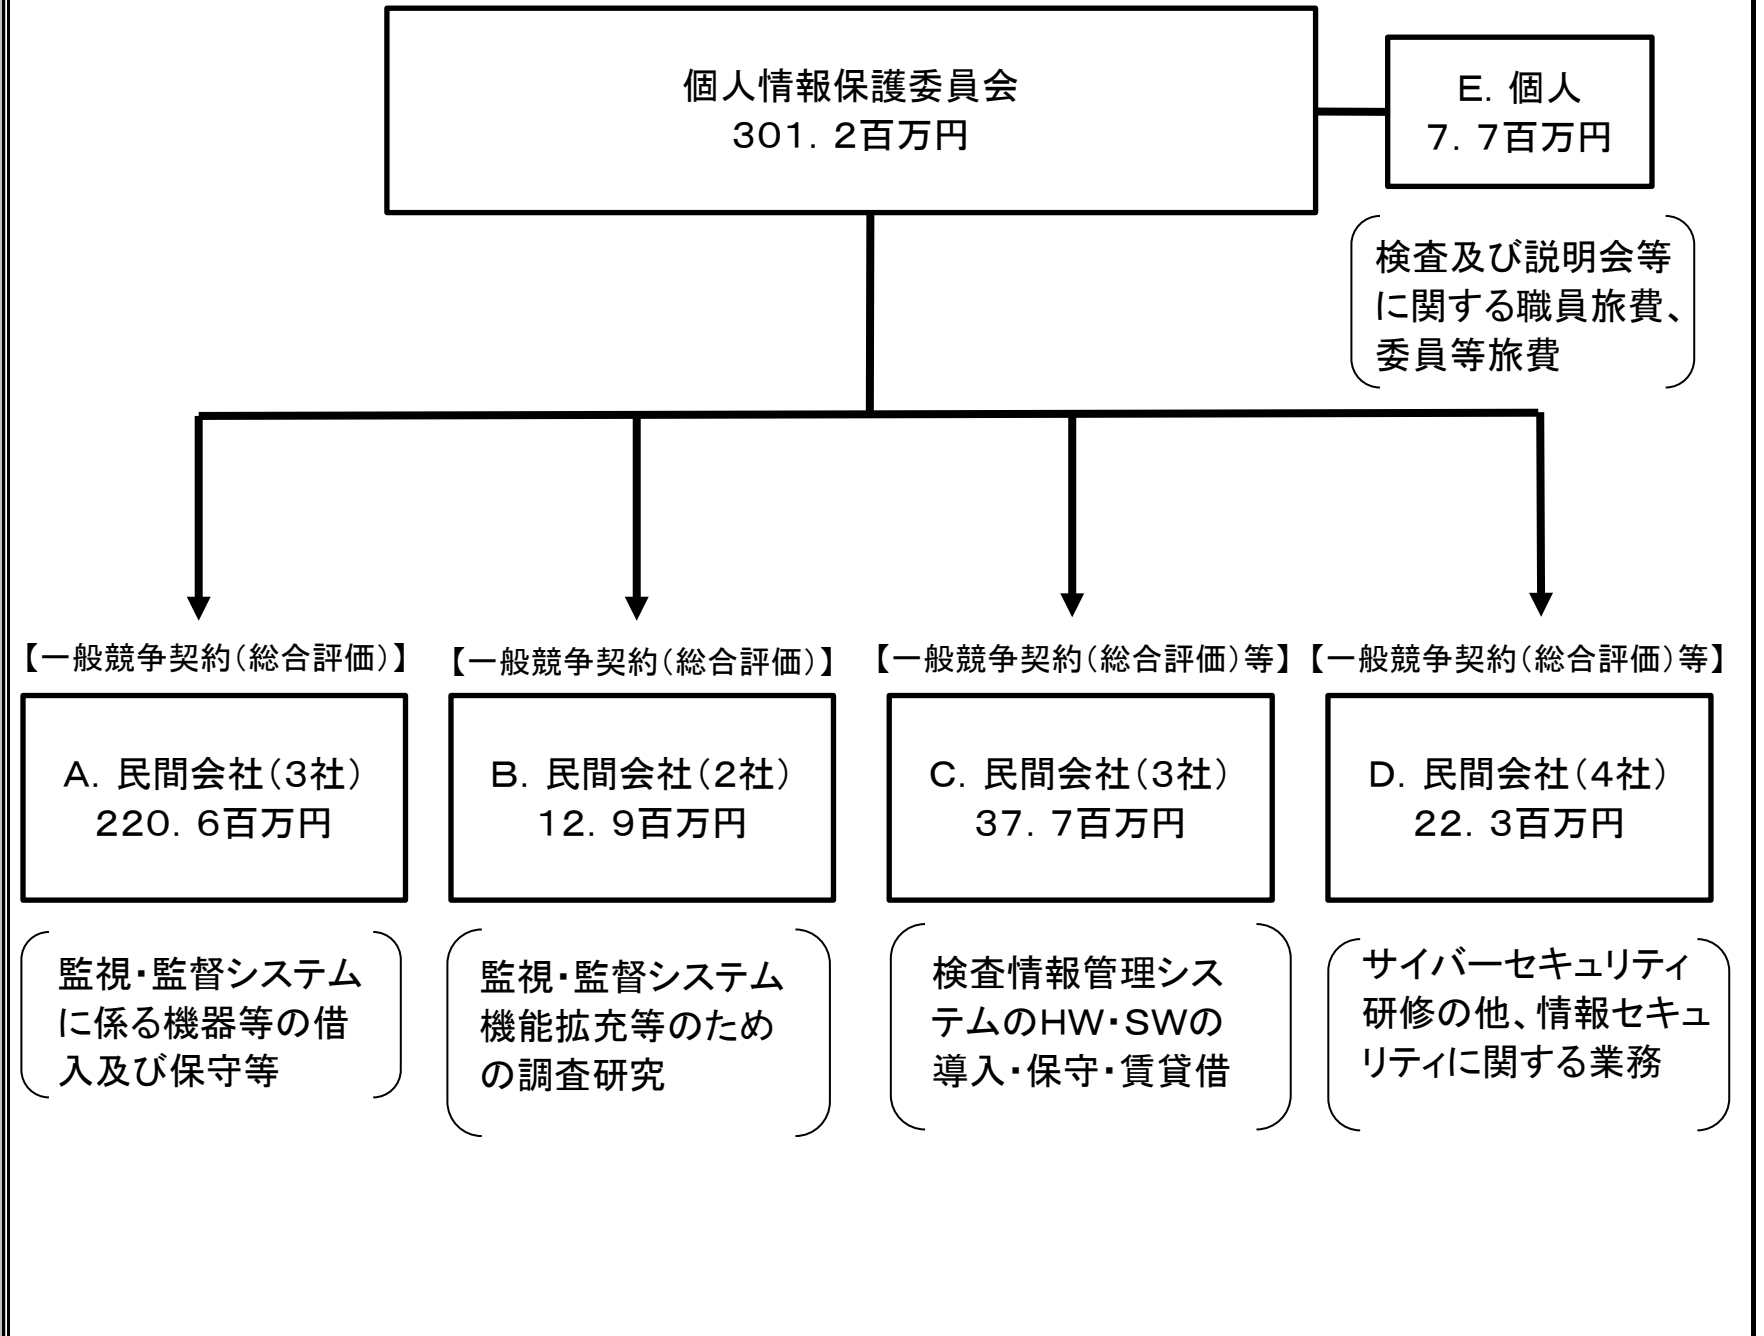 個人情報保護委員会
301．2百万円
E．個人
7．7百万円
検査及び説明会等
に関する職員旅費、
委員等旅費
【一般競争契約（総合評価）】
A．民間会社（3社）
220．6百万円
監視・監督システム
に係る機器等の借
入及び保守等
【一般競争契約（総合評価）】
B．民間会社（2社）
12．9百万円
監視・監督システム
機能拡充等のため
の調査研究
【一般競争契約（総合評価）等】
C．民間会社（3社）
37．7百万円
検査情報管理シス
テムのHW・SWの
導入・保守・賃貸借
【一般競争契約（総合評価）等】
D．民間会社（4社）
22．3百万円
サイバーセキュリティ
研修の他、情報セキュ
リティに関する業務